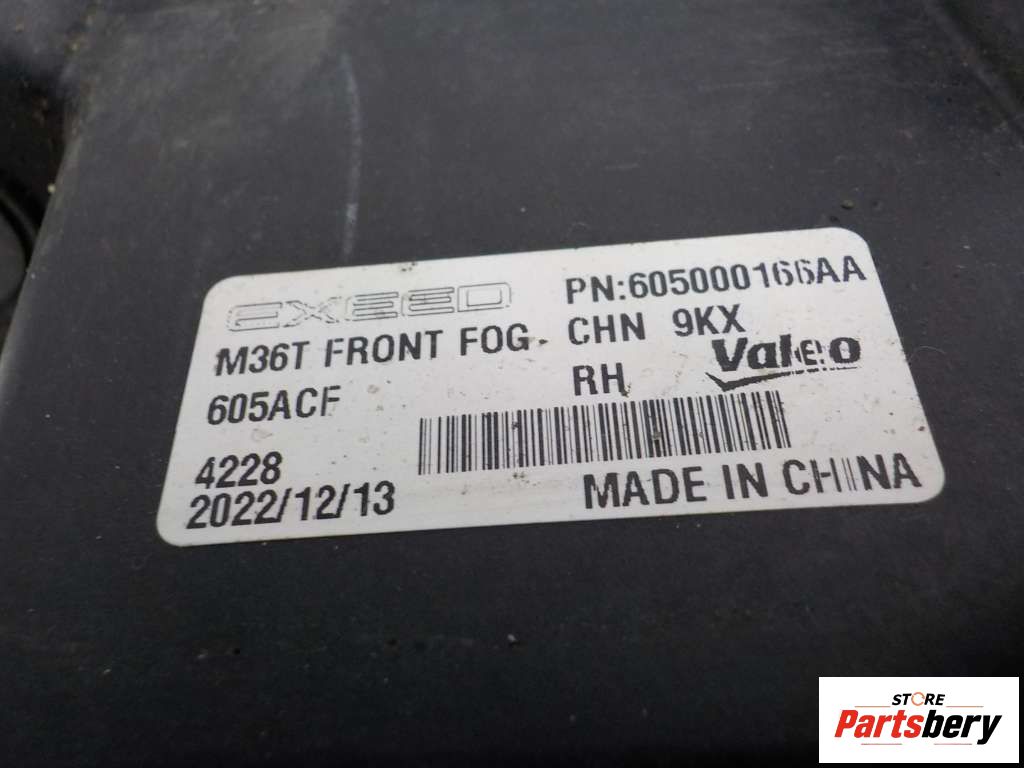 EXEED PN:605000166AA
M36T FRONT FOG. CHN 9KX
605ACF RH Valeo
4228
2022/12/13 MADE IN CHINA
STORE
Partsbery